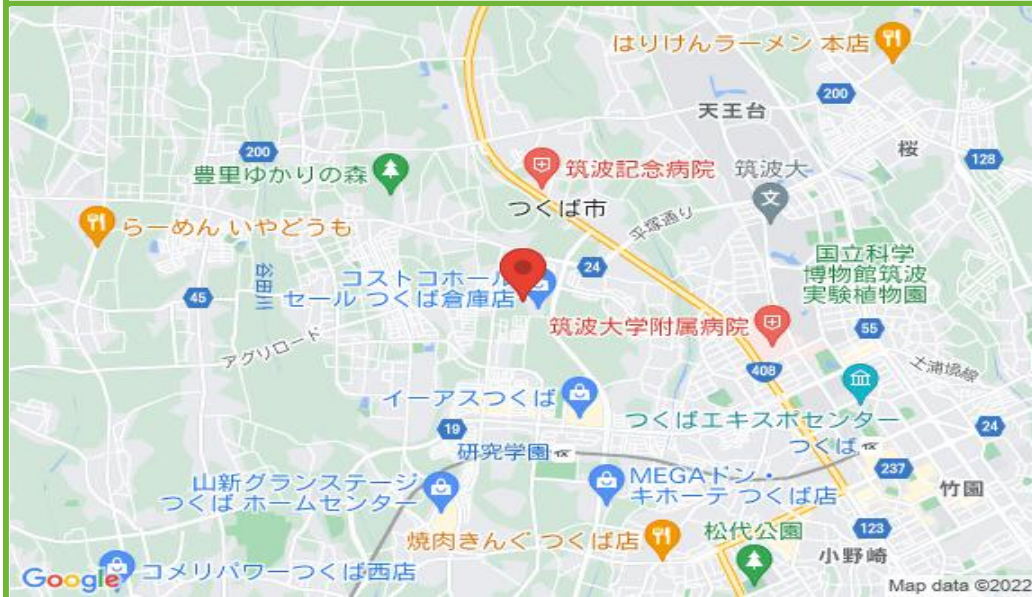 はりけんラーメン 本店
200
天王台
桜
128
200
豊里ゆかりの森
筑波記念病院
筑波大
文
つくば市
平塚通り
らーめん いやどうも
谷田川
24
国立科学
博物館筑波
実験植物園
コストコホール
セール つくば倉庫店
45
筑波大学附属病院
55
アグリロード
408
土浦境線
イーアスつくば
つくばエキスポセンター
19
24
つくば
研究学園
237
山新グランステージ
つくば ホームセンター
MEGAドン・
キホーテ つくば店
竹園
焼肉きんぐ つくば店
松代公園
123
小野崎
Google
コメリパワーつくば西店
Map data ©2022